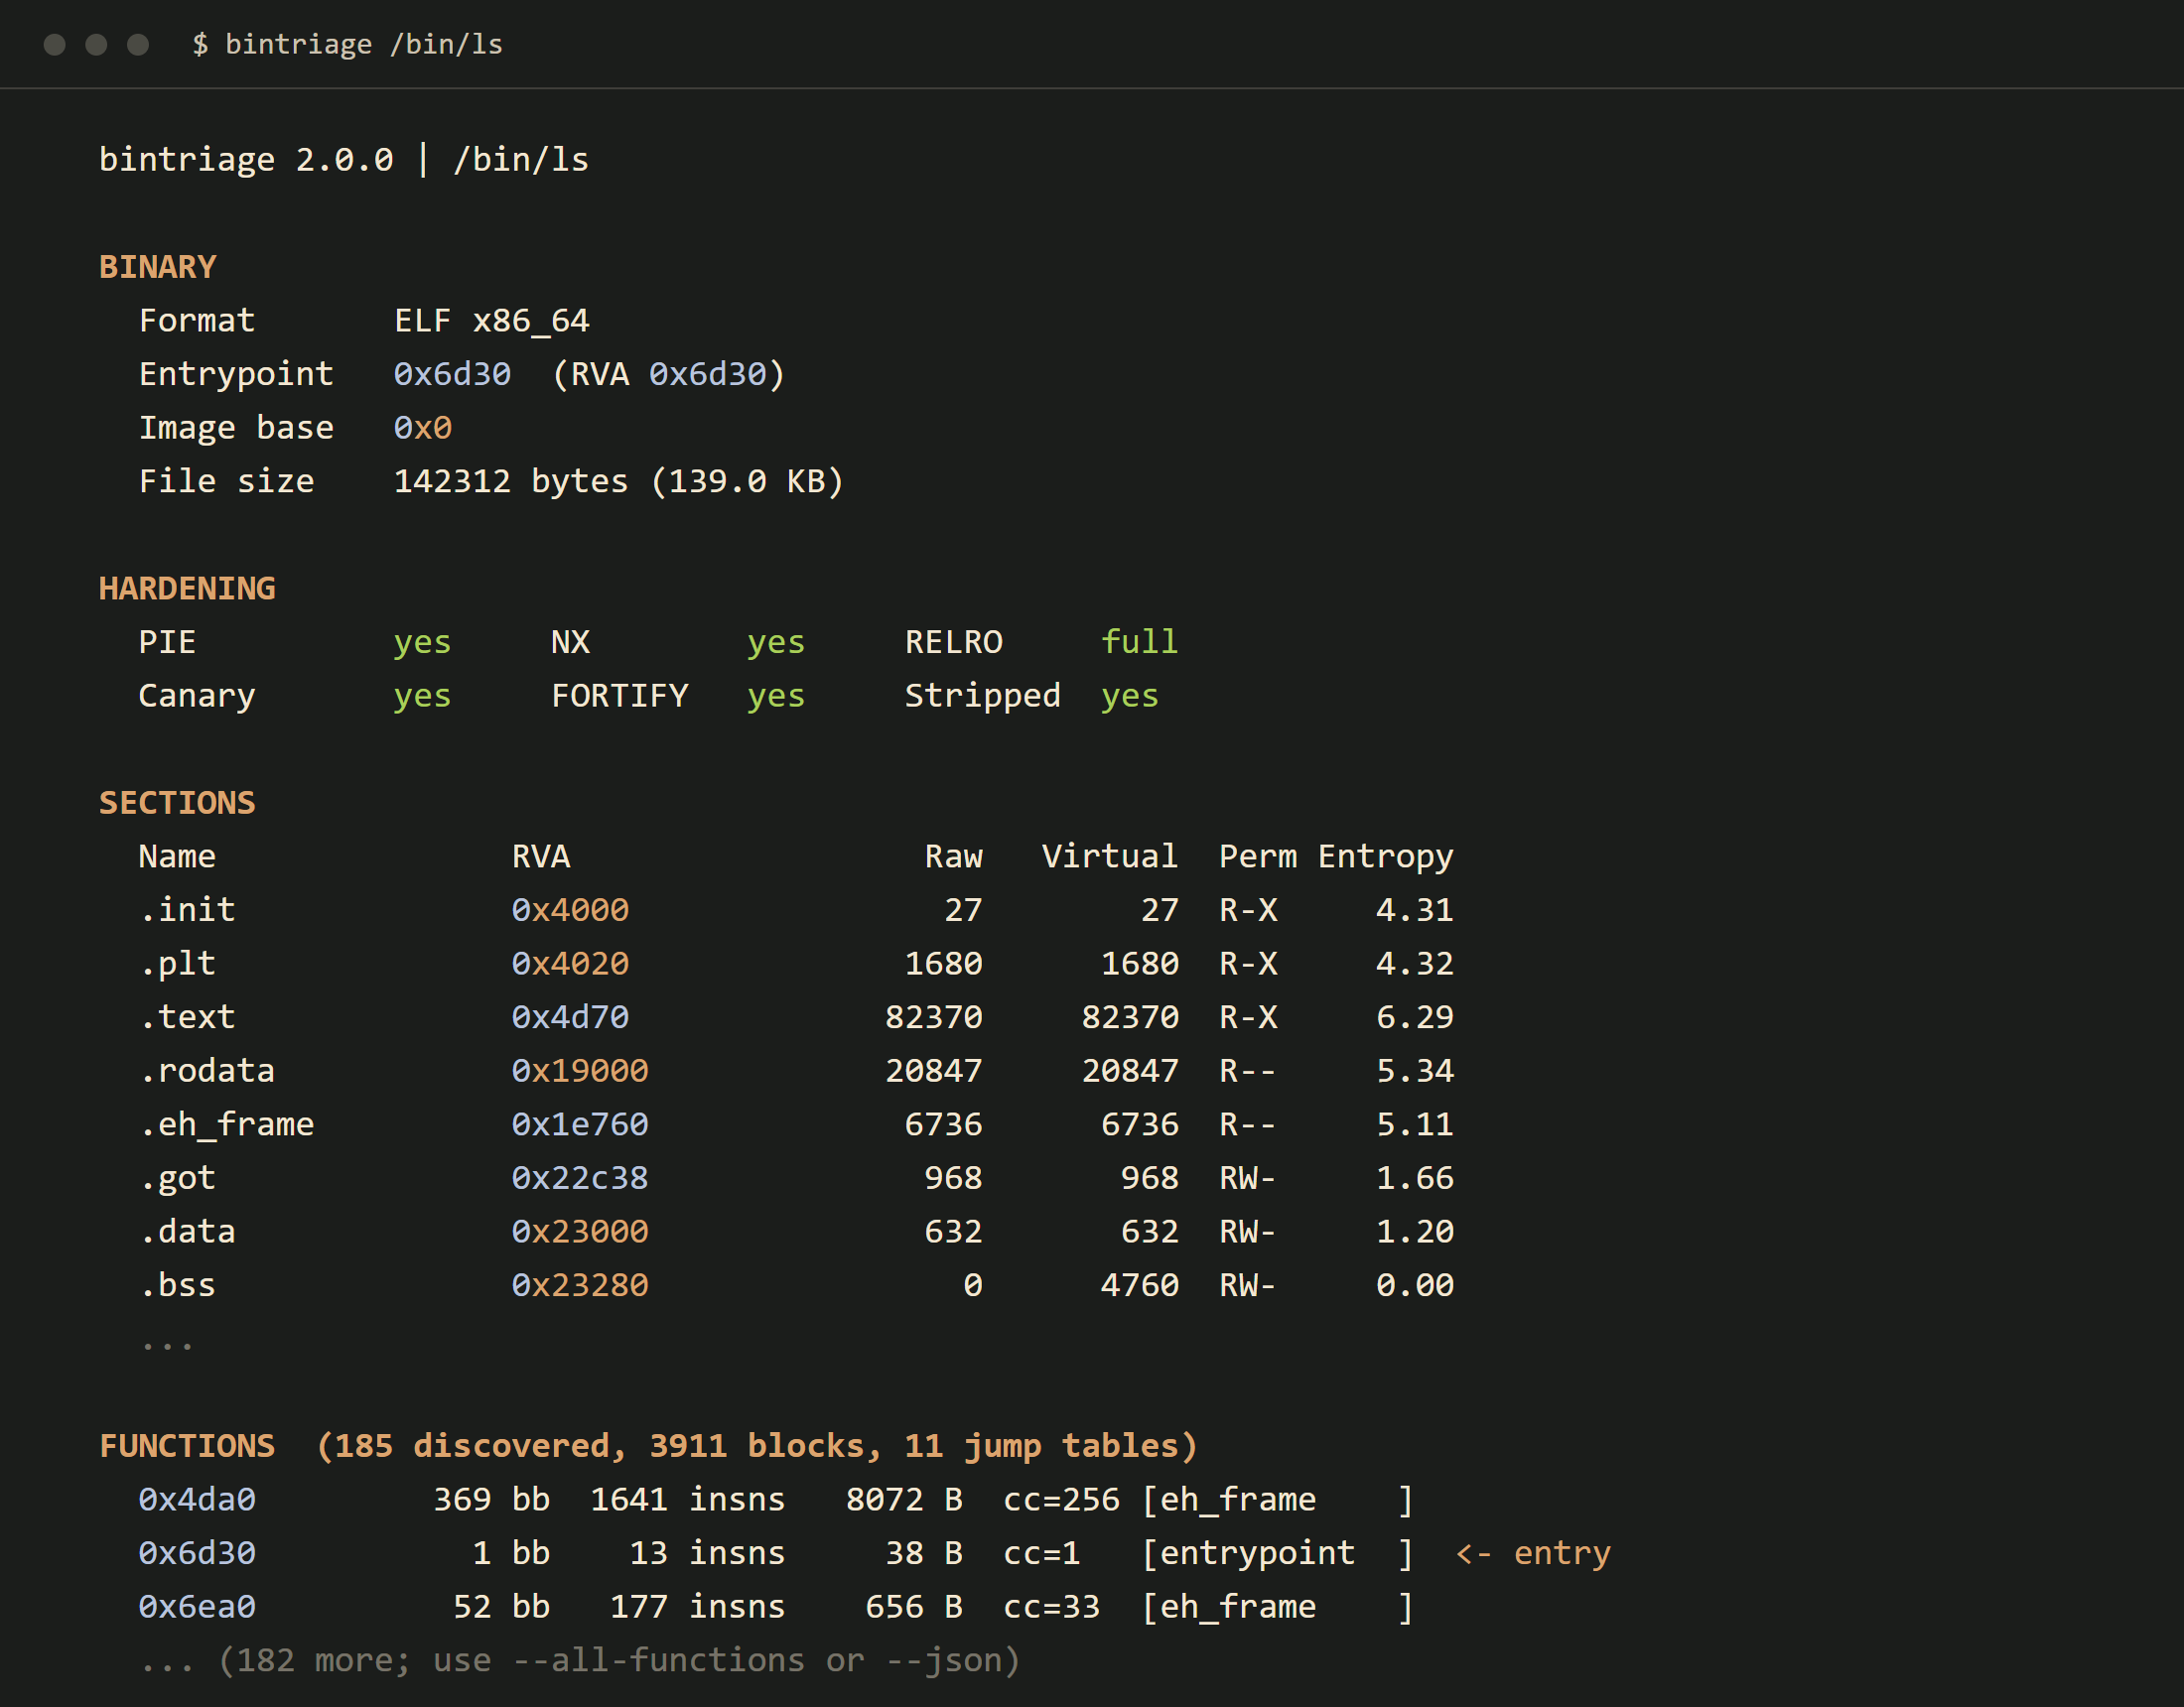 $ bintriage /bin/ls
bintriage 2.0.0 | /bin/ls
BINARY
Format       ELF x86_64
Entrypoint   0x6d30  (RVA 0x6d30)
Image base   0x0
File size    142312 bytes (139.0 KB)
HARDENING
PIE          yes     NX        yes     RELRO     full
Canary       yes     FORTIFY   yes     Stripped  yes
SECTIONS
Name               RVA                  Raw   Virtual  Perm Entropy
.init              0x4000                27        27  R-X     4.31
.plt               0x4020              1680      1680  R-X     4.32
.text              0x4d70             82370     82370  R-X     6.29
.rodata            0x19000            20847     20847  R--     5.34
.eh_frame          0x1e760             6736      6736  R--     5.11
.got               0x22c38              968       968  RW-     1.66
.data              0x23000              632       632  RW-     1.20
.bss               0x23280                0      4760  RW-     0.00
...
FUNCTIONS  (185 discovered, 3911 blocks, 11 jump tables)
0x4da0         369 bb  1641 insns   8072 B  cc=256 [eh_frame    ]
0x6d30           1 bb    13 insns     38 B  cc=1   [entrypoint  ]  <- entry
0x6ea0          52 bb   177 insns    656 B  cc=33  [eh_frame    ]
... (182 more; use --all-functions or --json)